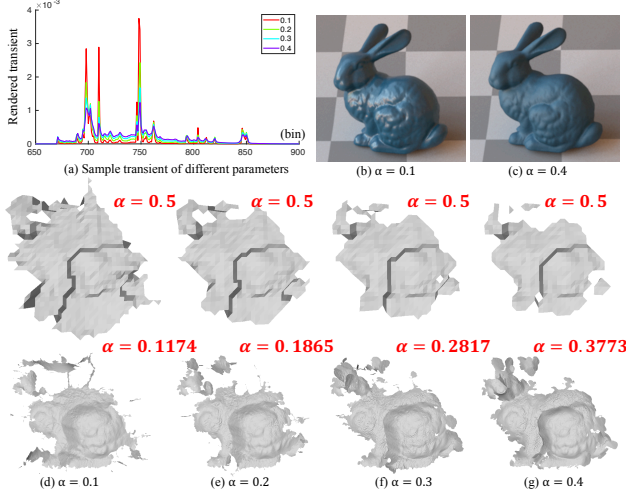 4 × 10⁻³
0.1
0.2
0.3
0.4
3
2
1
0
Rendered transient
(bin)
650 700 750 800 850 900
(a) Sample transient of different parameters
(b) α = 0.1 (c) α = 0.4
α = 0.5 α = 0.5 α = 0.5 α = 0.5
α = 0.1174 α = 0.1865 α = 0.2817 α = 0.3773
(d) α = 0.1 (e) α = 0.2 (f) α = 0.3 (g) α = 0.4